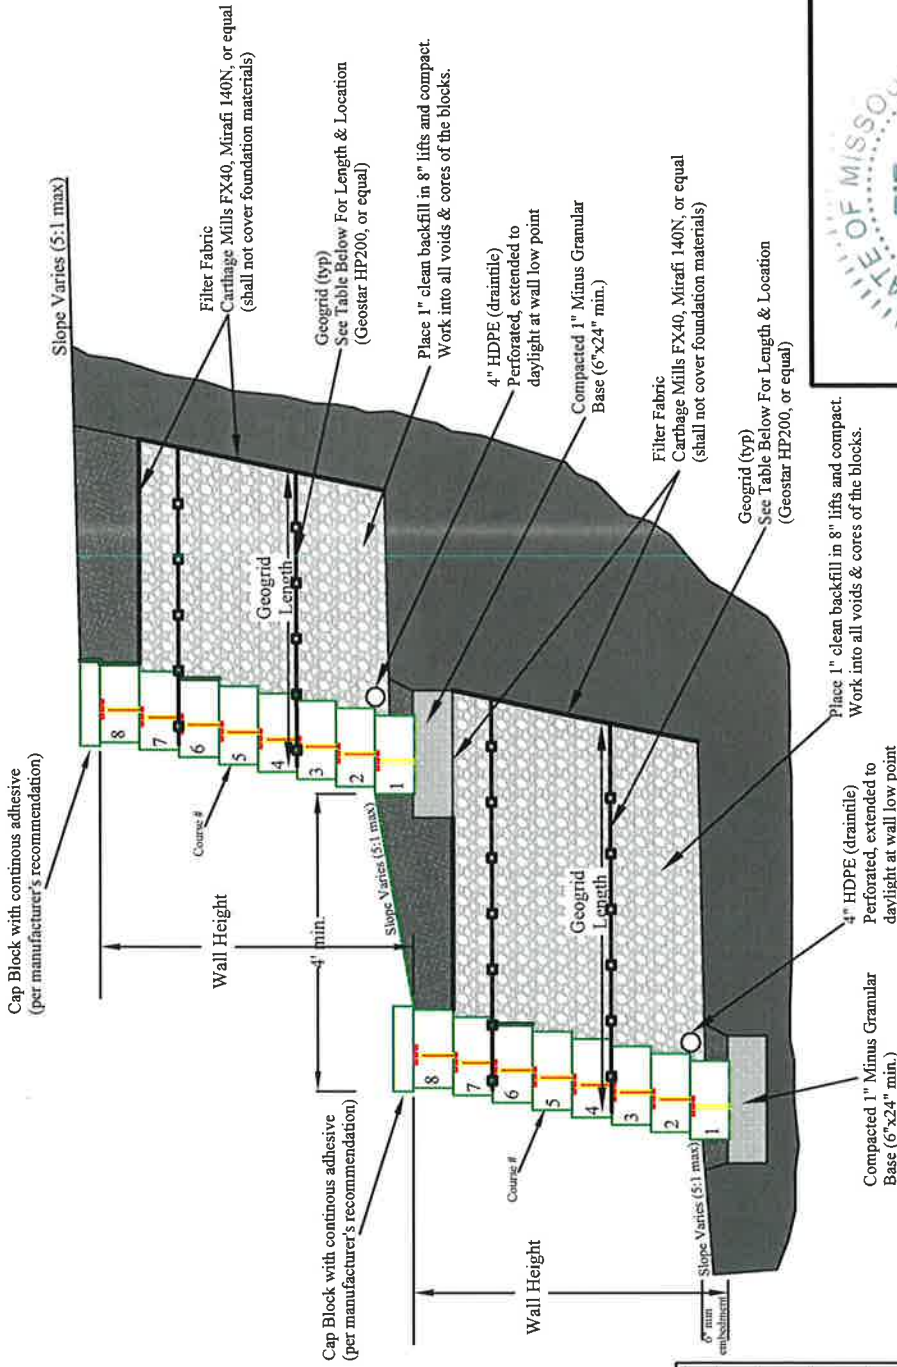 Cap Block with continous adhesive
(per manufacturer's recommendation)
Slope Varies (5:1 max)
Filter Fabric
Carthage Mills FX40, Mirafi 140N, or equal
(shall not cover foundation materials)
Geogrid (typ)
See Table Below For Length & Location
(Geostar HP200, or equal)
Place 1" clean backfill in 8" lifts and compact.
Work into all voids & cores of the blocks.
4" HDPE (draintile)
Perforated, extended to
daylight at wall low point
Compacted 1" Minus Granular
Base (6"x24" min.)
Geogrid
Length
Course #
8
7
6
5
4
3
2
1
Wall Height
4' min.
Slope Varies (5:1 max)
Cap Block with continous adhesive
(per manufacturer's recommendation)
Filter Fabric
Carthage Mills FX40, Mirafi 140N, or equal
(shall not cover foundation materials)
Geogrid (typ)
See Table Below For Length & Location
(Geostar HP200, or equal)
Place 1" clean backfill in 8" lifts and compact.
Work into all voids & cores of the blocks.
4" HDPE (draintile)
Perforated, extended to
daylight at wall low point
Compacted 1" Minus Granular
Base (6"x24" min.)
Geogrid
Length
Course #
8
7
6
5
4
3
2
1
Wall Height
Slope Varies (5:1 max)
6" min
embedment
OF MISSO